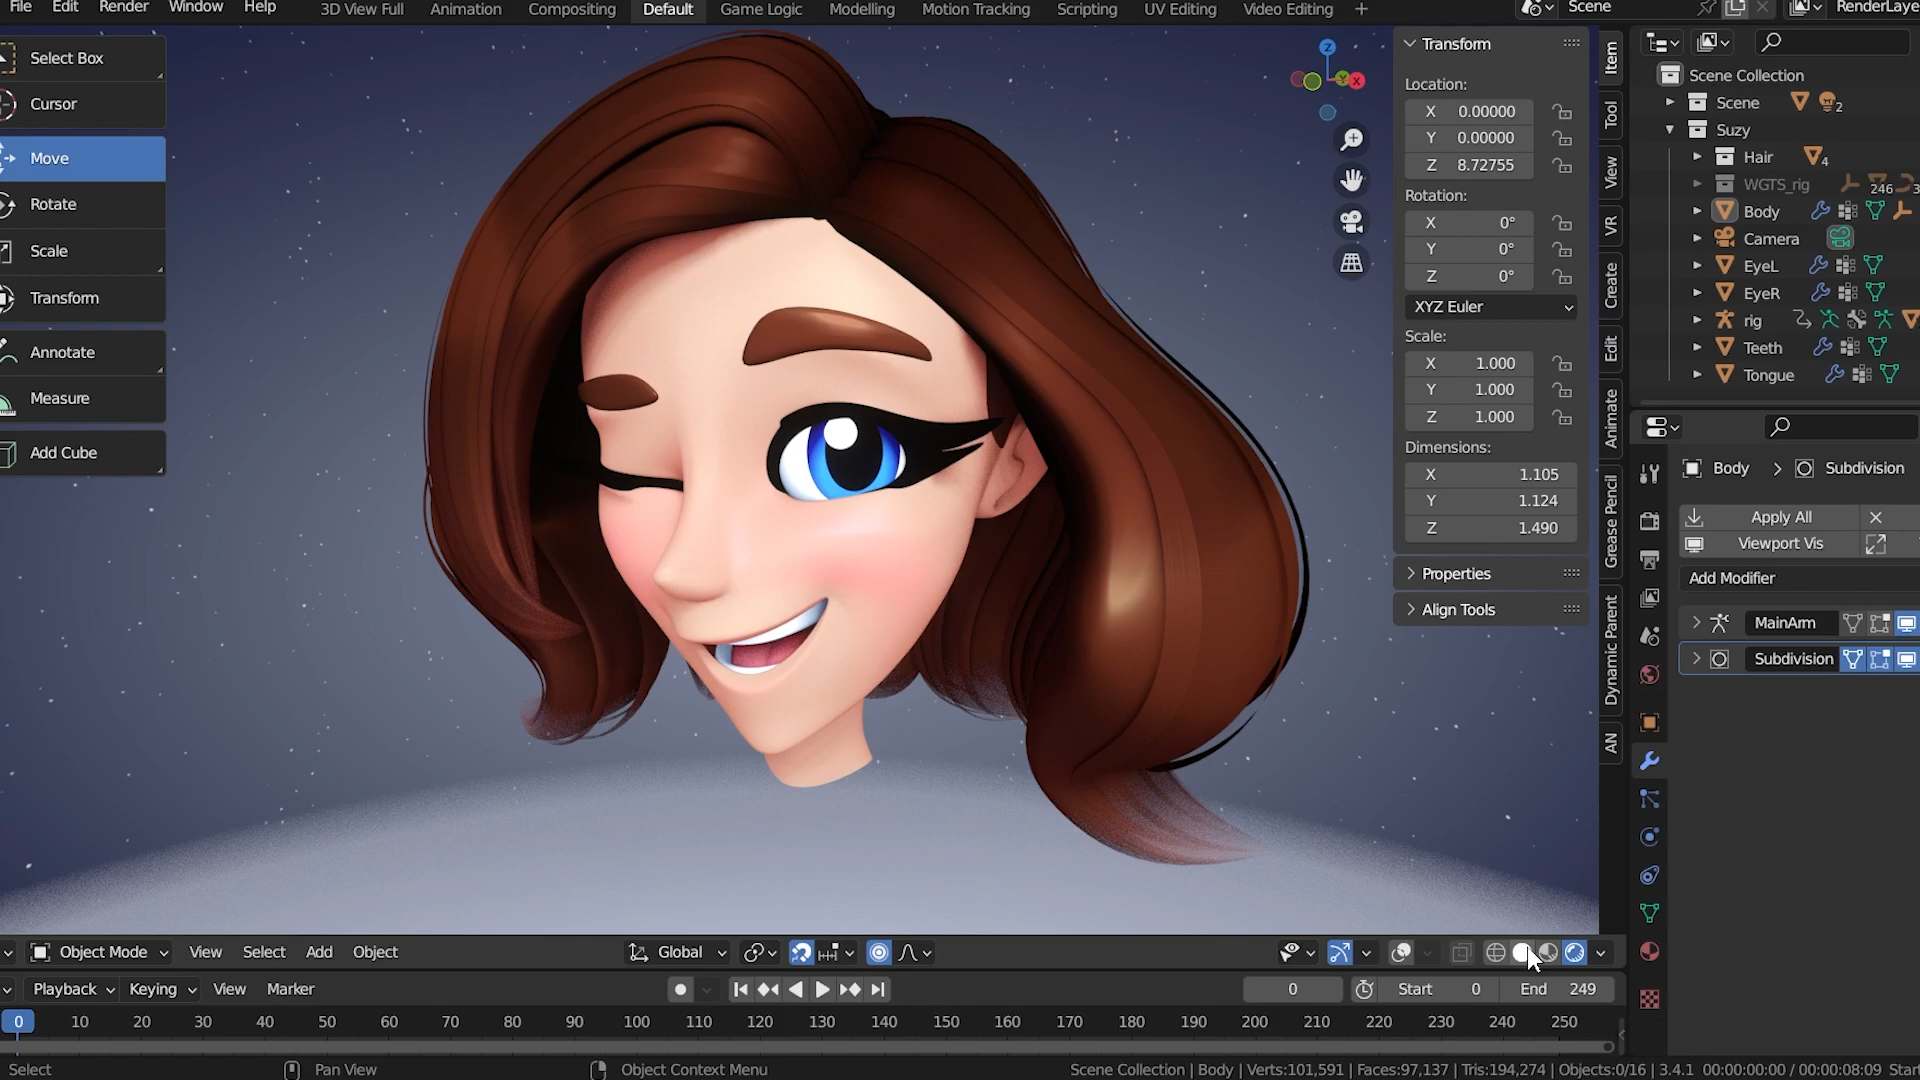 File Edit Render Window Help 3D View Full Animation Compositing Default Game Logic Modelling Motion Tracking Scripting UV Editing Video Editing + Scene
Select Box
Cursor
Move
Rotate
Scale
Transform
Annotate
Measure
Add Cube
Z
X
Transform
Location:
X 0.00000
Y 0.00000
Z 8.72755
Rotation:
X 0°
Y 0°
Z 0°
XYZ Euler
Scale:
X 1.000
Y 1.000
Z 1.000
Dimensions:
X 1.105
Y 1.124
Z 1.490
Properties
Align Tools
Item
Tool
View
VR
Create
Edit
Animate
Grease Pencil
Dynamic Parent
AN
Scene Collection
Scene 2
Suzy
Hair 4
WGTS_rig 246 3
Body
Camera
EyeL
EyeR
rig
Teeth
Tongue
Body > Subdivision
Apply All
Viewport Vis
Add Modifier
MainArm
Subdivision
Object Mode View Select Add Object Global
Playback Keying View Marker 0 Start 0 End 249
0 10 20 30 40 50 60 70 80 90 100 110 120 130 140 150 160 170 180 190 200 210 220 230 240 250
Select Pan View Object Context Menu Scene Collection | Body | Verts:101,591 | Faces:97,137 | Tris:194,274 | Objects:0/16 | 3.4.1 00:00:00:00 / 00:00:08:09